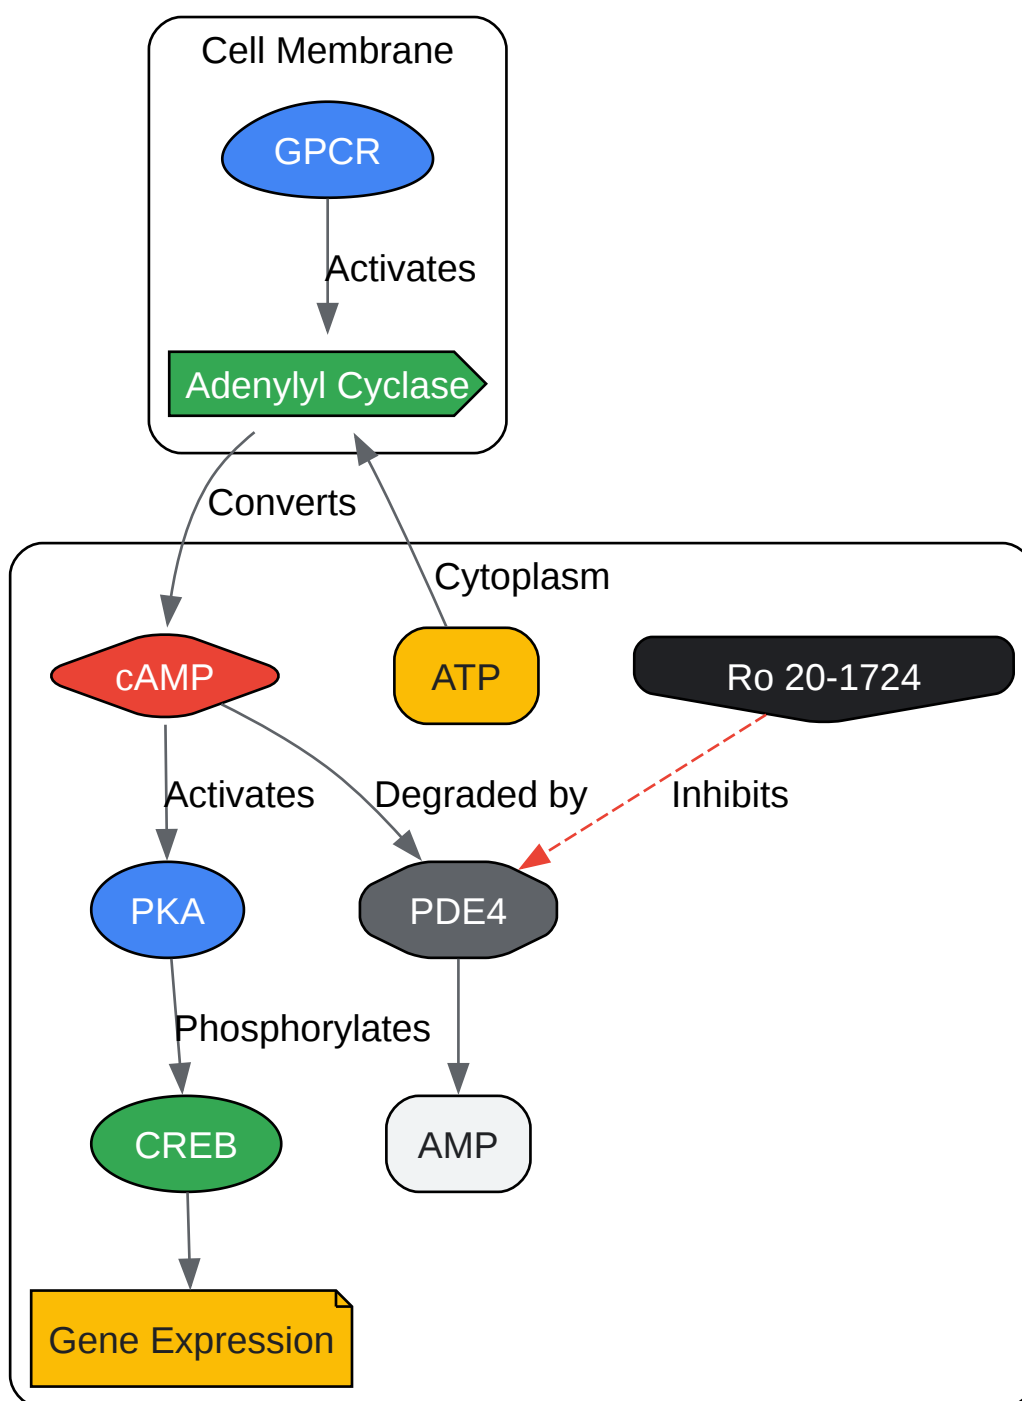 Cell Membrane
GPCR
Activates
Adenylyl Cyclase
Converts
Cytoplasm
cAMP
ATP
Ro 20-1724
Activates
Degraded by
Inhibits
PKA
PDE4
Phosphorylates
CREB
AMP
Gene Expression